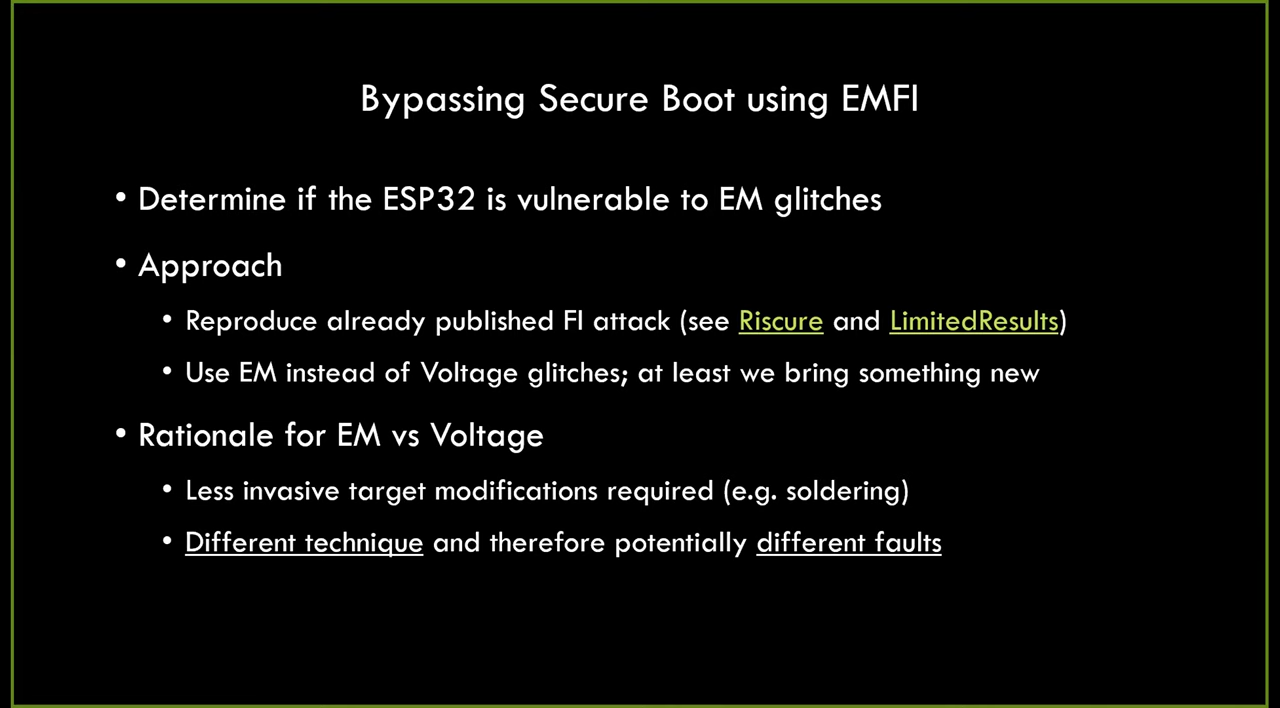 Bypassing Secure Boot using EMFI
• Determine if the ESP32 is vulnerable to EM glitches
• Approach
• Reproduce already published FI attack (see Riscure and LimitedResults)
• Use EM instead of Voltage glitches; at least we bring something new
• Rationale for EM vs Voltage
• Less invasive target modifications required (e.g. soldering)
• Different technique and therefore potentially different faults